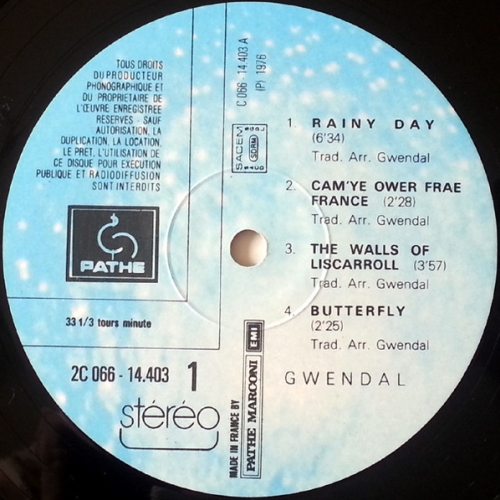 TOUS DROITS
DU PRODUCTEUR
PHONOGRAPHIQUE ET
DU PROPRIETAIRE DE
L'ŒUVRE ENREGISTREE
RESERVES - SAUF
AUTORISATION, LA
DUPLICATION, LA LOCATION,
LE PRET, L'UTILISATION DE
CE DISQUE POUR EXECUTION
PUBLIQUE ET RADIODIFFUSION
SONT INTERDITS
PATHE
33 1/3 tours minute
2C 066 - 14.403 1
stéréo
C 066 - 14.403 A
(P) 1976
SACEM
SDRM
1. RAINY DAY
(6'34)
Trad. Arr. Gwendal
2. CAM'YE OWER FRAE
FRANCE (2'28)
Trad. Arr. Gwendal
3. THE WALLS OF
LISCARROLL (3'57)
Trad. Arr. Gwendal
4. BUTTERFLY
(2'25)
Trad. Arr. Gwendal
GWENDAL
MADE IN FRANCE BY
PATHE MARCONI EMI